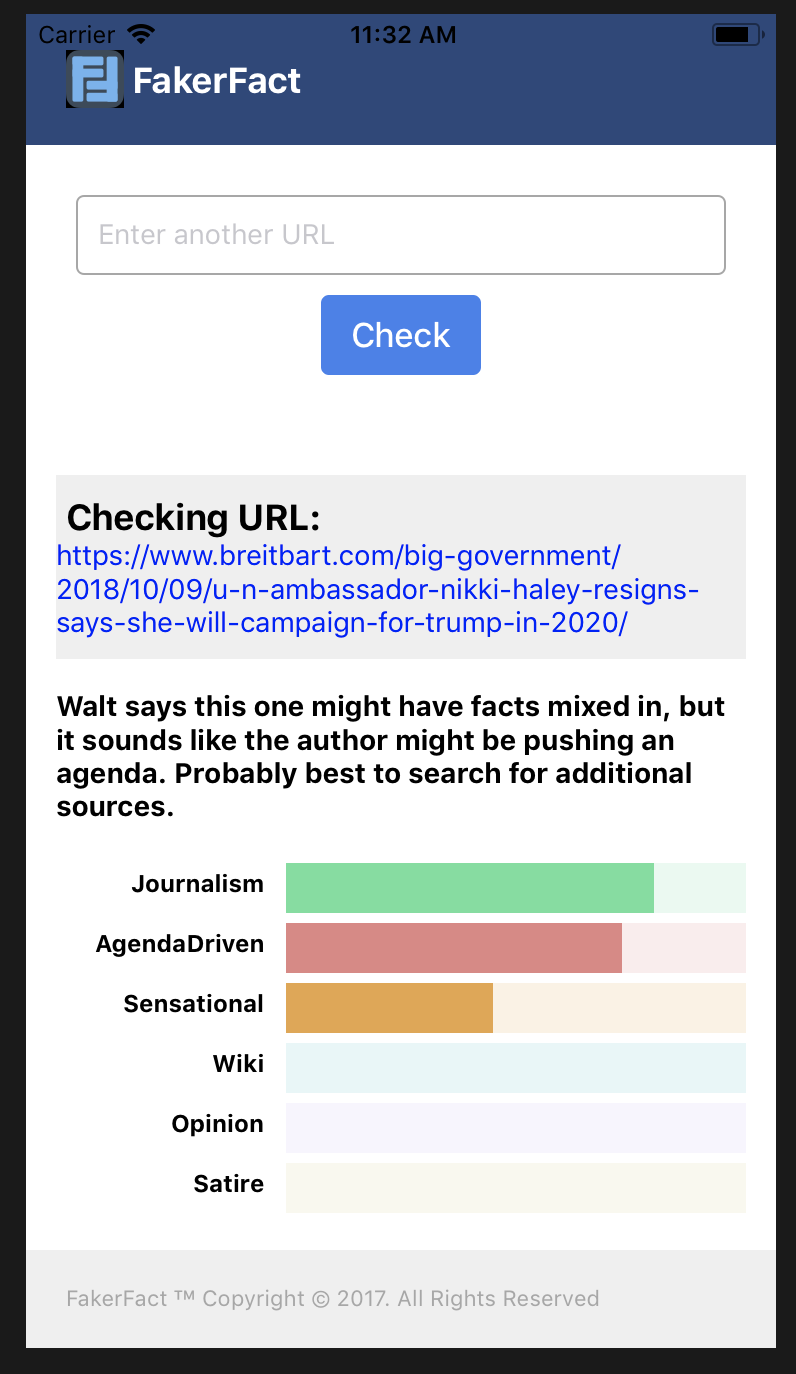 Carrier 11:32 AM
FakerFact
Enter another URL
Check
Checking URL:
https://www.breitbart.com/big-government/
2018/10/09/u-n-ambassador-nikki-haley-resigns-
says-she-will-campaign-for-trump-in-2020/
Walt says this one might have facts mixed in, but
it sounds like the author might be pushing an
agenda. Probably best to search for additional
sources.
Journalism
AgendaDriven
Sensational
Wiki
Opinion
Satire
FakerFact ™ Copyright © 2017. All Rights Reserved